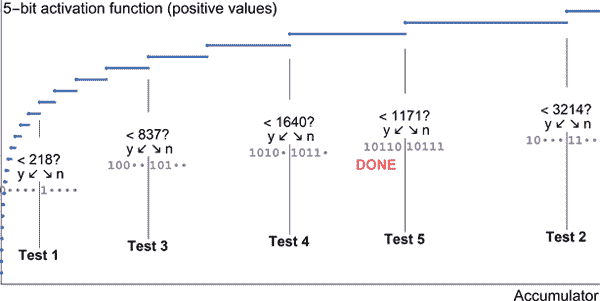 5–bit activation function (positive values)
< 218?
y ↙ ↘ n
0•••• 1••••
Test 1
< 837?
y ↙ ↘ n
100•• 101••
Test 3
< 1640?
y ↙ ↘ n
1010• 1011•
Test 4
< 1171?
y ↙ ↘ n
10110 10111
DONE
Test 5
< 3214?
y ↙ ↘ n
10••• 11•••
Test 2
Accumulator